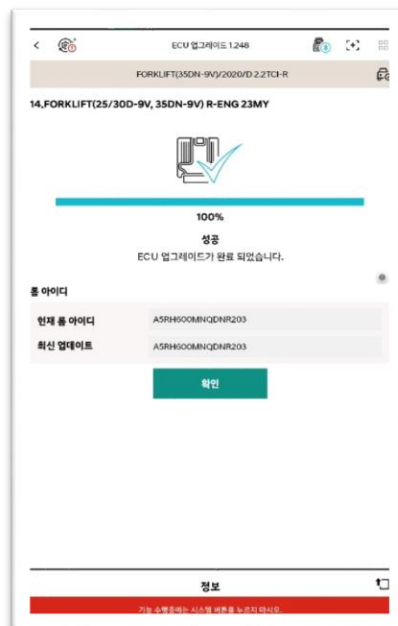 ECU 업그레이드 1.248
FORKLIFT(35DN-9V)/2020/D 2.2TCI-R
14,FORKLIFT(25/30D-9V, 35DN-9V) R-ENG 23MY
100%
성공
ECU 업그레이드가 완료 되었습니다.
롬 아이디
현재 롬 아이디 A5RH600MNQDNR203
최신 업데이트 A5RH600MNQDNR203
확인
정보
기능 수행중에는 시스템 버튼을 누르지 마시오.